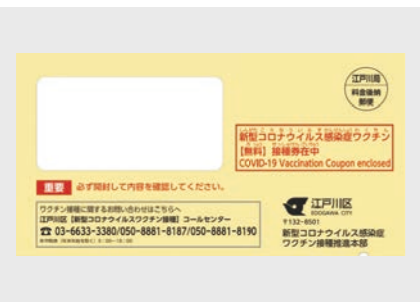 江戸川局
料金後納
郵便
新型コロナウイルス感染症ワクチン
【無料】接種券在中
COVID-19 Vaccination Coupon enclosed
重要 必ず開封して内容を確認してください。
ワクチン接種に関するお問い合わせはこちらへ
江戸川区【新型コロナウイルスワクチン接種】コールセンター
☎ 03-6633-3380/050-8881-8187/050-8881-8190
江戸川区
EDOGAWA CITY
〒132-8501
新型コロナウイルス感染症
ワクチン接種推進本部